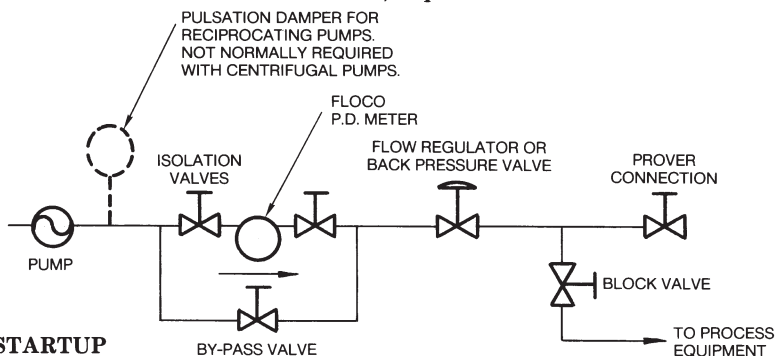 PULSATION DAMPER FOR
RECIPROCATING PUMPS.
NOT NORMALLY REQUIRED
WITH CENTRIFUGAL PUMPS.
FLOCO
P.D. METER
ISOLATION
VALVES
FLOW REGULATOR OR
BACK PRESSURE VALVE
PROVER
CONNECTION
PUMP
BLOCK VALVE
STARTUP
BY-PASS VALVE
TO PROCESS
EQUIPMENT